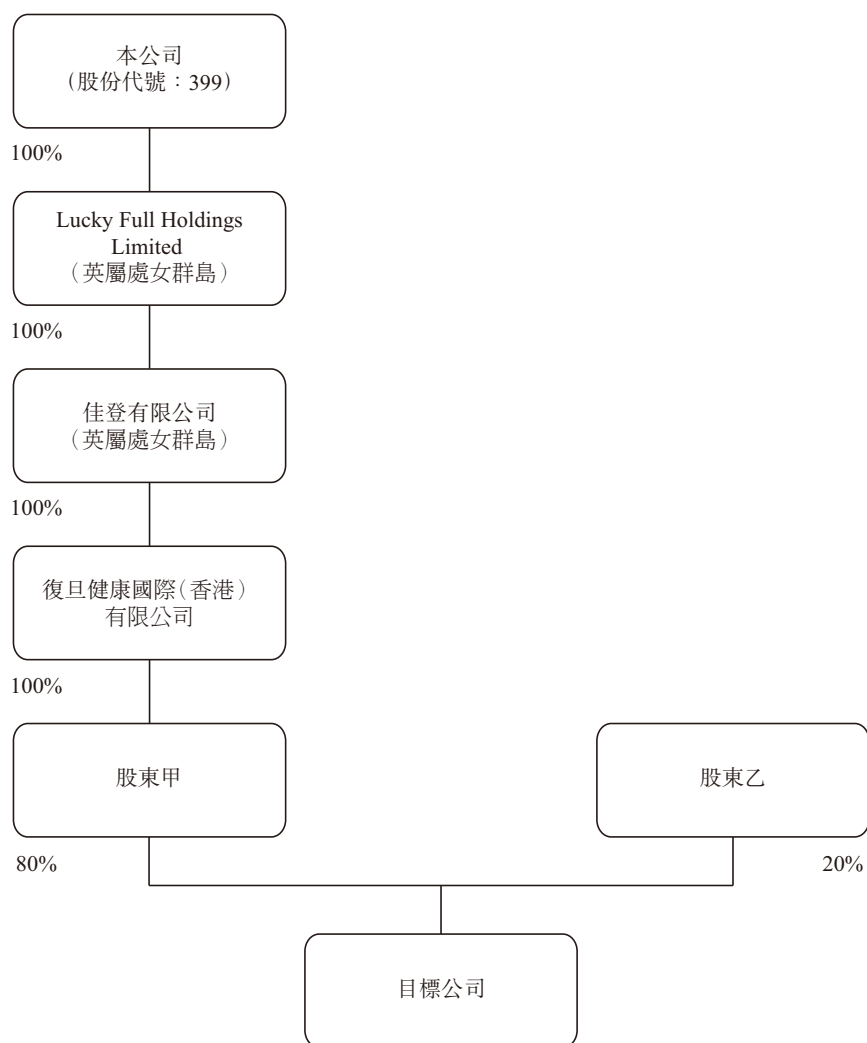 本公司
(股份代號：399)
100%
Lucky Full Holdings
Limited
(英屬處女群島)
100%
佳登有限公司
(英屬處女群島)
100%
復旦健康國際(香港)
有限公司
100%
股東甲
股東乙
80%
20%
目標公司